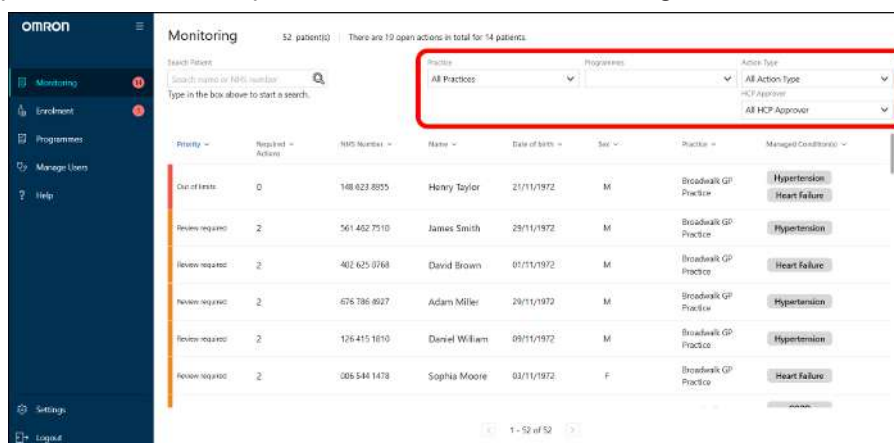 OMRON
Monitoring 52 patient(s) There are 19 open actions in total for 14 patients.
Search Patient Practice Programmes Action Type
Search name or NHS number All Practices All Action Type
Type in the box above to start a search. HCP Approver
All HCP Approver
Monitoring 11
Enrolment
Programmes
Manage Users
? Help
Priority Required Actions NHS Number Name Date of birth Sex Practice Managed Condition(s)
Out of limits 0 148 623 8955 Henry Taylor 21/11/1972 M Broadwalk GP Practice Hypertension Heart Failure
Review required 2 561 462 7510 James Smith 29/11/1972 M Broadwalk GP Practice Hypertension
Review required 2 402 625 0768 David Brown 01/11/1972 M Broadwalk GP Practice Heart Failure
Review required 2 676 786 4927 Adam Miller 29/11/1972 M Broadwalk GP Practice Hypertension
Review required 2 126 415 1810 Daniel William 09/11/1972 M Broadwalk GP Practice Hypertension
Review required 2 006 544 1478 Sophia Moore 03/11/1972 F Broadwalk GP Practice Heart Failure
Settings
Logout
1 - 52 of 52